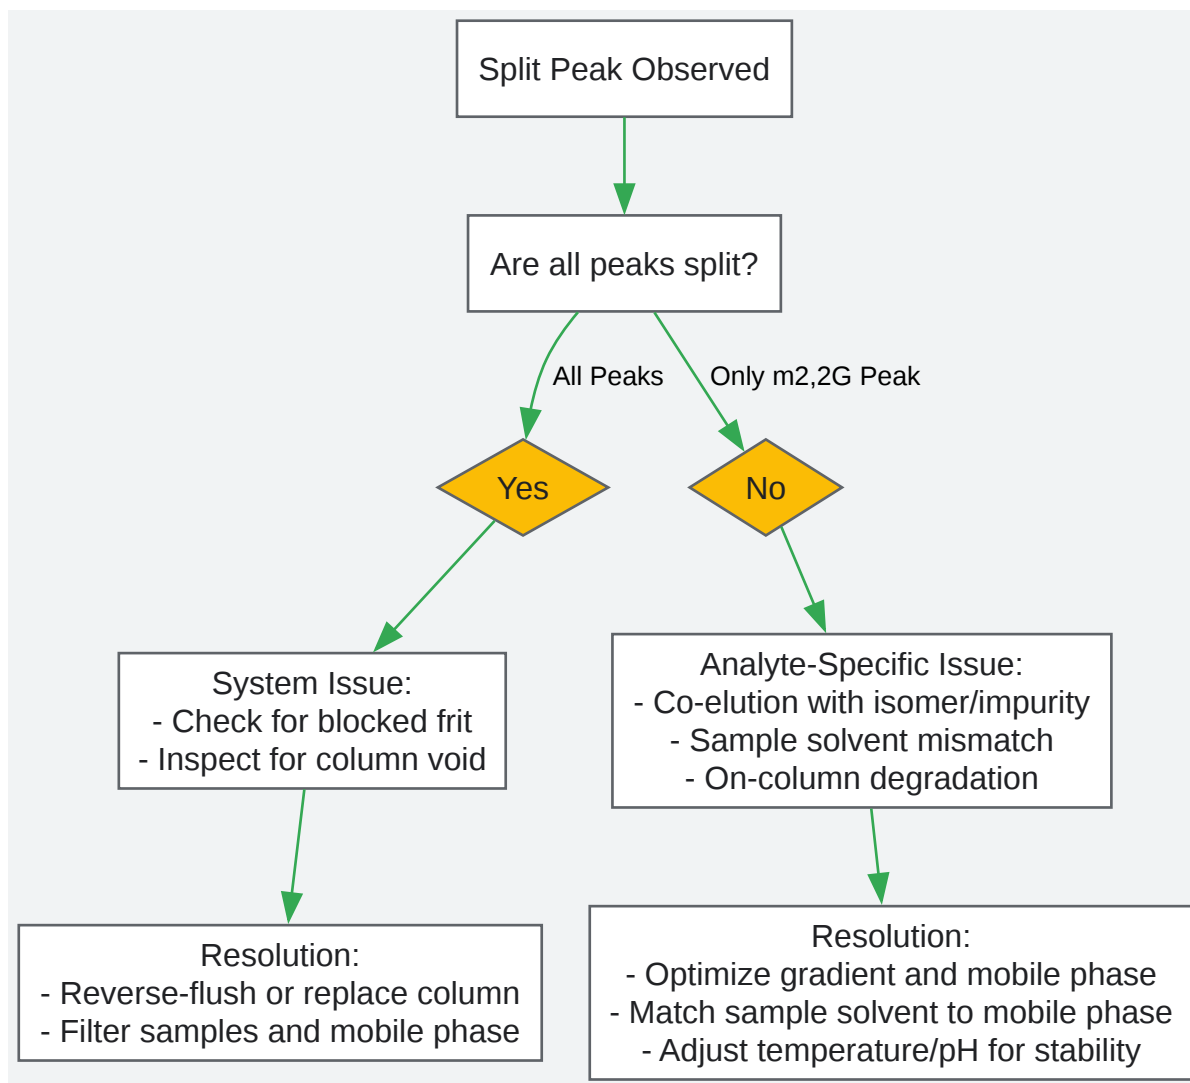 Split Peak Observed
Are all peaks split?
All Peaks
Only m2,2G Peak
Yes
No
System Issue:
- Check for blocked frit
- Inspect for column void
Analyte-Specific Issue:
- Co-elution with isomer/impurity
- Sample solvent mismatch
- On-column degradation
Resolution:
- Reverse-flush or replace column
- Filter samples and mobile phase
Resolution:
- Optimize gradient and mobile phase
- Match sample solvent to mobile phase
- Adjust temperature/pH for stability